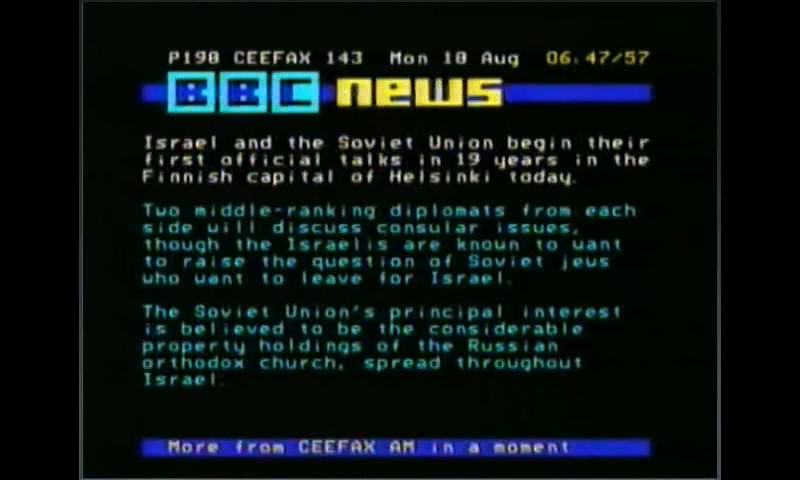 P190 CEEFAX 143 Mon 18 Aug 06.47/57
BBC news
Israel and the Soviet Union begin their
first official talks in 19 years in the
Finnish capital of Helsinki today.
Two middle-ranking diplomats from each
side will discuss consular issues,
though the Israelis are known to want
to raise the question of Soviet jews
who want to leave for Israel.
The Soviet Union's principal interest
is believed to be the considerable
property holdings of the Russian
orthodox church, spread throughout
Israel.
More from CEEFAX AM in a moment